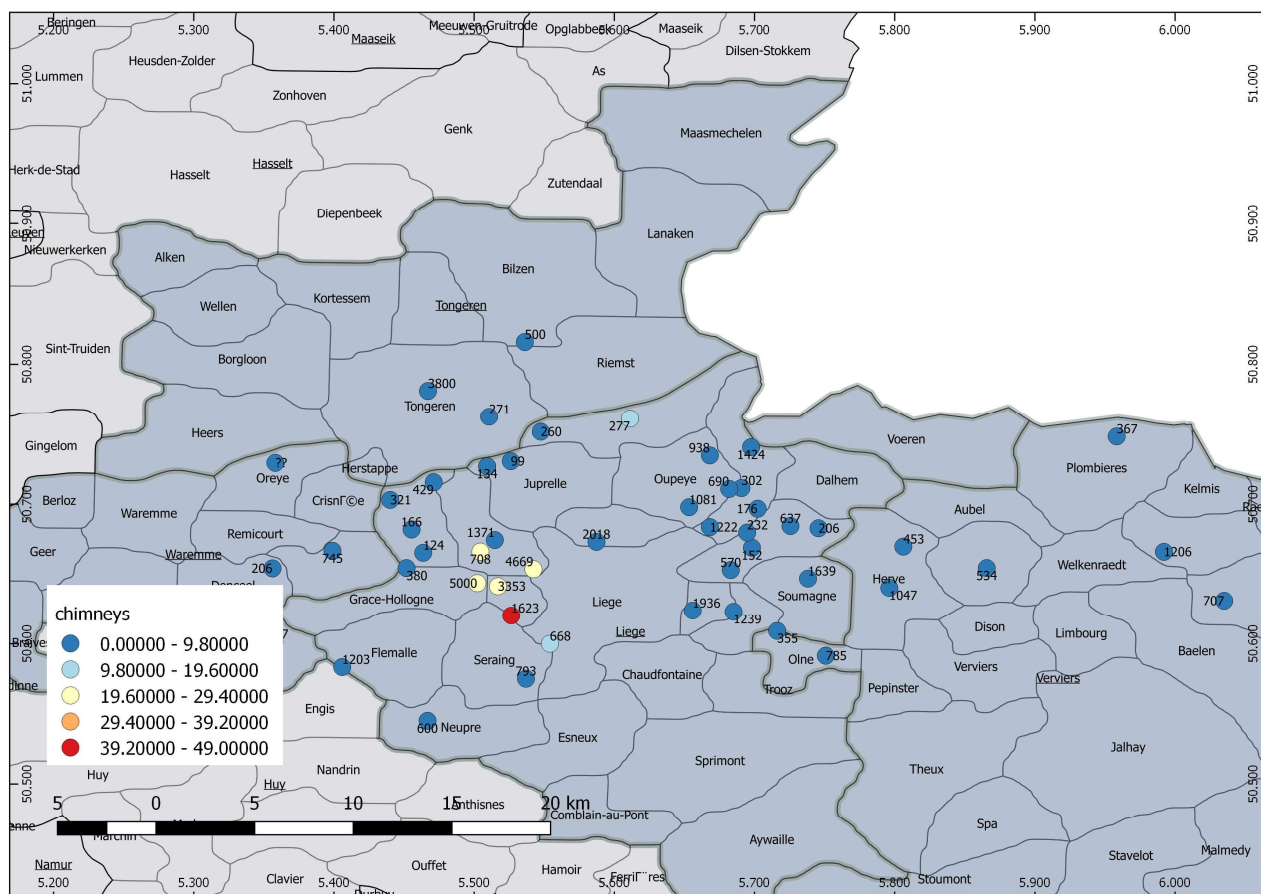 5.200 5.300 5.400 5.500 5.600 5.700 5.800 5.900 6.000
Beringen
Meeuwen-Gruitrode
Opglabbeek
Maaseik
Maaseik
Dilsen-Stokkem
Heusden-Zolder
Lummen
As
51.000
51.000
Zonhoven
Genk
Maasmechelen
Herk-de-Stad
Hasselt
Hasselt
Zutendaal
Diepenbeek
50.900
50.900
Nieuwerkerken
Lanaken
Alken
Bilzen
Wellen
Kortessem
Tongeren
500
Sint-Truiden
Borgloon
Riemst
50.800
50.800
3800
Tongeren
271
277
260
Heers
Gingelom
Voeren
367
938
1424
Plombieres
??
Oreye
Herstappe
99
134
Juprelle
Oupeye
690
302
Dalhem
Kelmis
Berloz
429
CrisnГ©e
321
1081
176
50.700
50.700
Aubel
Waremme
166
1371
2018
1222
232
637
206
Remicourt
Geer
Waremme
745
124
708
152
453
1206
Welkenraedt
206
380
4669
570
534
5000
3353
1639
Herve
1047
Grace-Hollogne
Liege
Soumagne
707
1623
1936
1239
Dison
Limbourg
Liege
355
668
Baelen
50.600
Flemalle
Seraing
Olne
785
Verviers
Verviers
1203
793
Chaudfontaine
Trooz
Pepinster
Engis
600
Neupre
Esneux
Jalhay
Sprimont
Theux
Huy
Nandrin
Huy
50.500
50.500
Anthisnes
Comblain-au-Pont
Spa
Aywaille
Malmedy
Stavelot
Namur
Ouffet
Hamoir
Clavier
Stoumont
chimneys
0.00000 - 9.80000
9.80000 - 19.60000
19.60000 - 29.40000
29.40000 - 39.20000
39.20000 - 49.00000
5 0 5 10 15 20 km
5.200 5.300 5.400 5.500 5.600 5.700 5.800 5.900 6.000